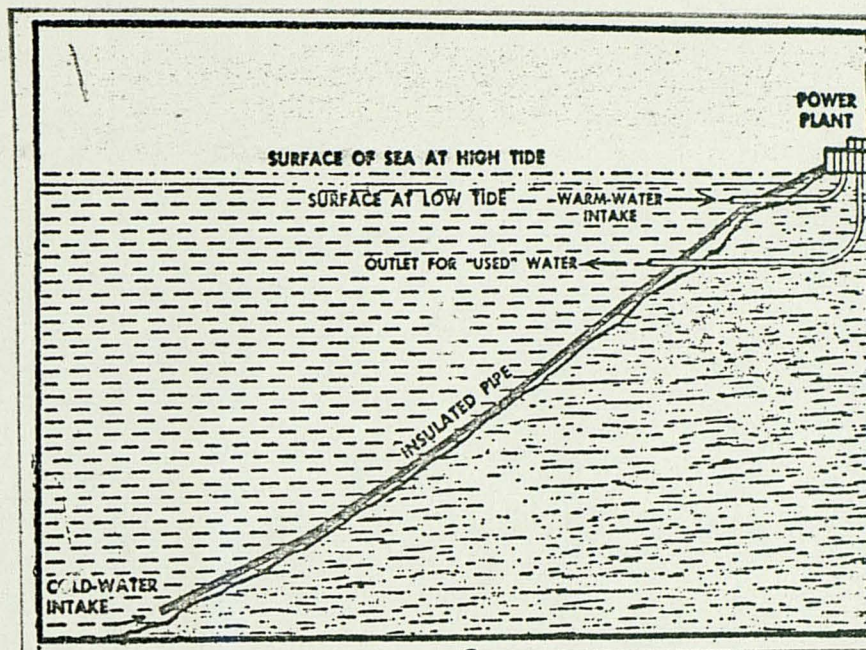 POWER
PLANT
SURFACE OF SEA AT HIGH TIDE
SURFACE AT LOW TIDE
WARM-WATER
INTAKE
OUTLET FOR "USED" WATER
INSULATED PIPE
COLD-WATER
INTAKE